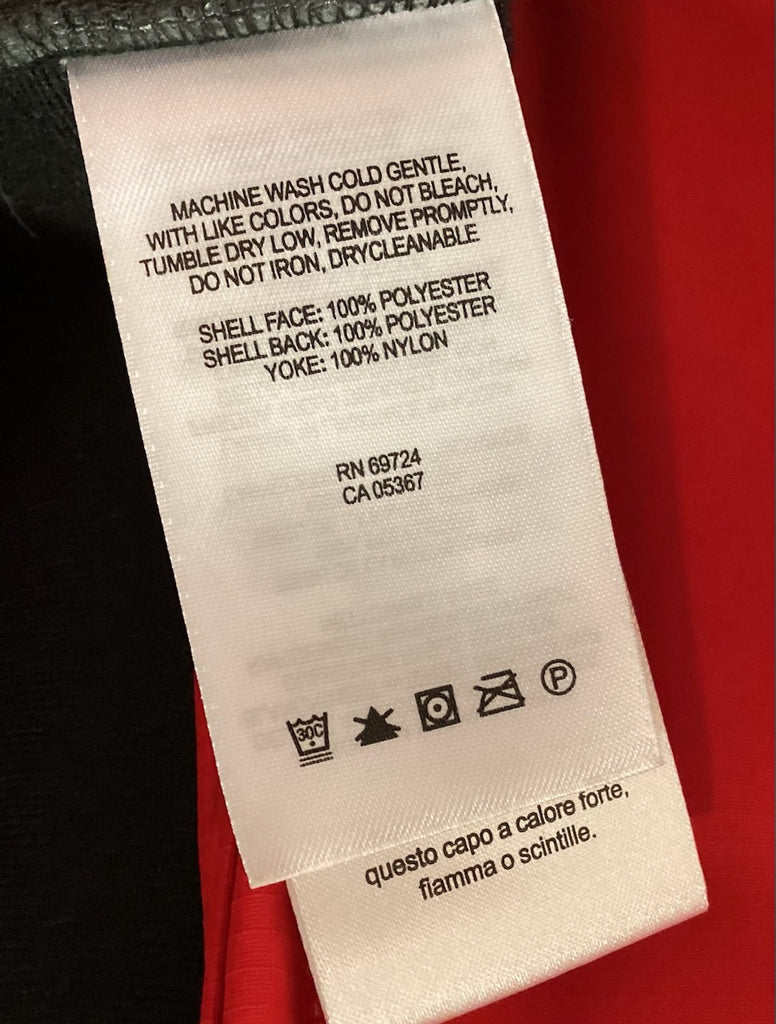 MACHINE WASH COLD GENTLE,
WITH LIKE COLORS, DO NOT BLEACH,
TUMBLE DRY LOW, REMOVE PROMPTLY,
DO NOT IRON, DRYCLEANABLE
SHELL FACE: 100% POLYESTER
SHELL BACK: 100% POLYESTER
YOKE: 100% NYLON
RN 69724
CA 05367
30C P
questo capo a calore forte,
fiamma o scintille.